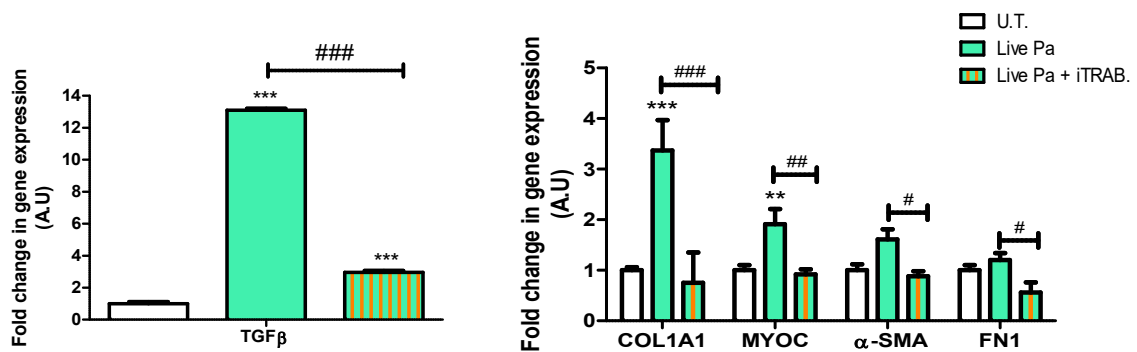 ###
***
***
Fold change in gene expression
(A.U)
14
12
10
8
6
4
2
0
TGFβ
U.T.
Live Pa
Live Pa + iTRAB.
###
***
##
**
#
#
Fold change in gene expression
(A.U)
5
4
3
2
1
0
COL1A1 MYOC α-SMA FN1